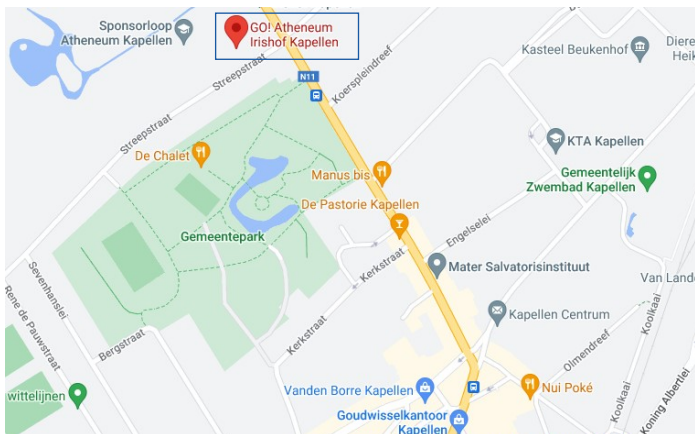 Sponsorloop
Atheneum Kapellen
GO! Atheneum
Irishof Kapellen
Streepstraat
N11
Koerspleindreef
Kasteel Beukenhof
Diere
Heik
Streepstraat
De Chalet
Manus bis
KTA Kapellen
Gemeentelijk
Zwembad Kapellen
De Pastorie Kapellen
Gemeentepark
Engelselei
Kerkstraat
Mater Salvatorisinstituut
Van Lande
Sevenhanslei
Rene de Pauwstraat
Bergstraat
Kerkstraat
Kapellen Centrum
Olmendreef
Koolkaai
Vanden Borre Kapellen
Nui Poké
wittelijnen
Goudwisselkantoor
Kapellen
Koolkaai
Koning Albertlei